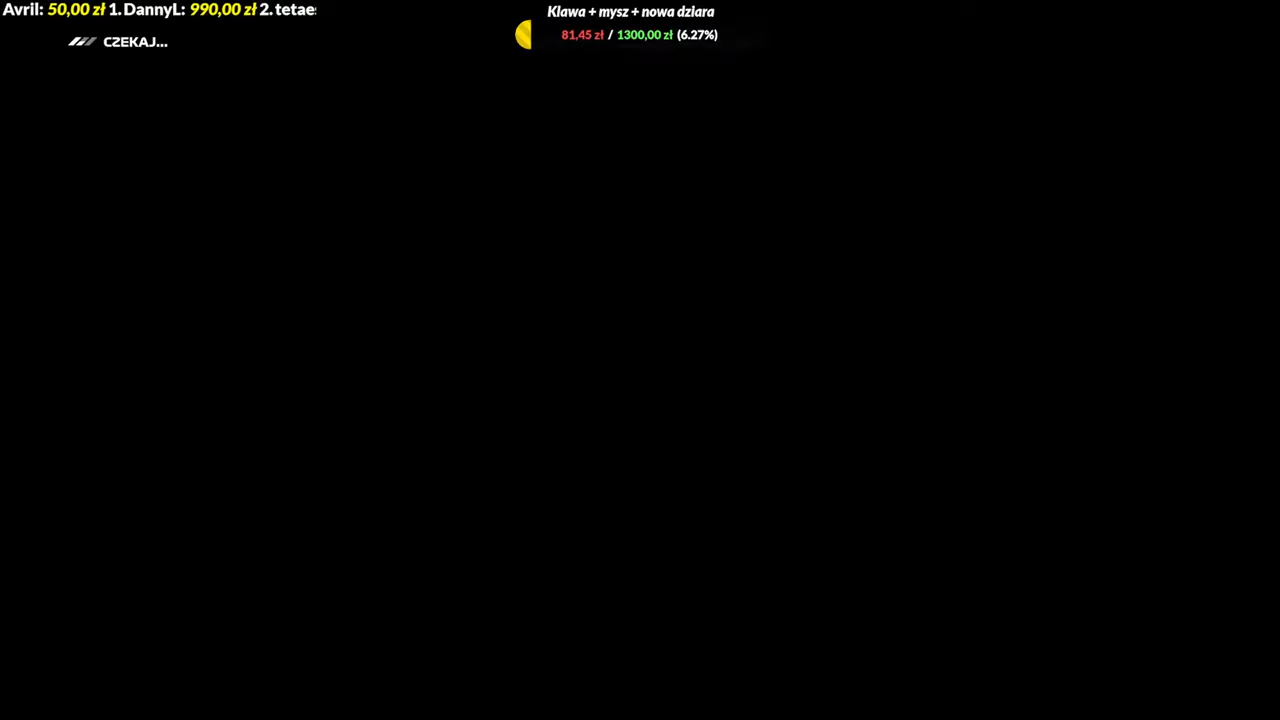 Avril: 50,00 zł 1. DannyL: 990,00 zł 2. tetae
CZEKAJ...
Klawa + mysz + nowa dziara
81,45 zł / 1300,00 zł (6.27%)